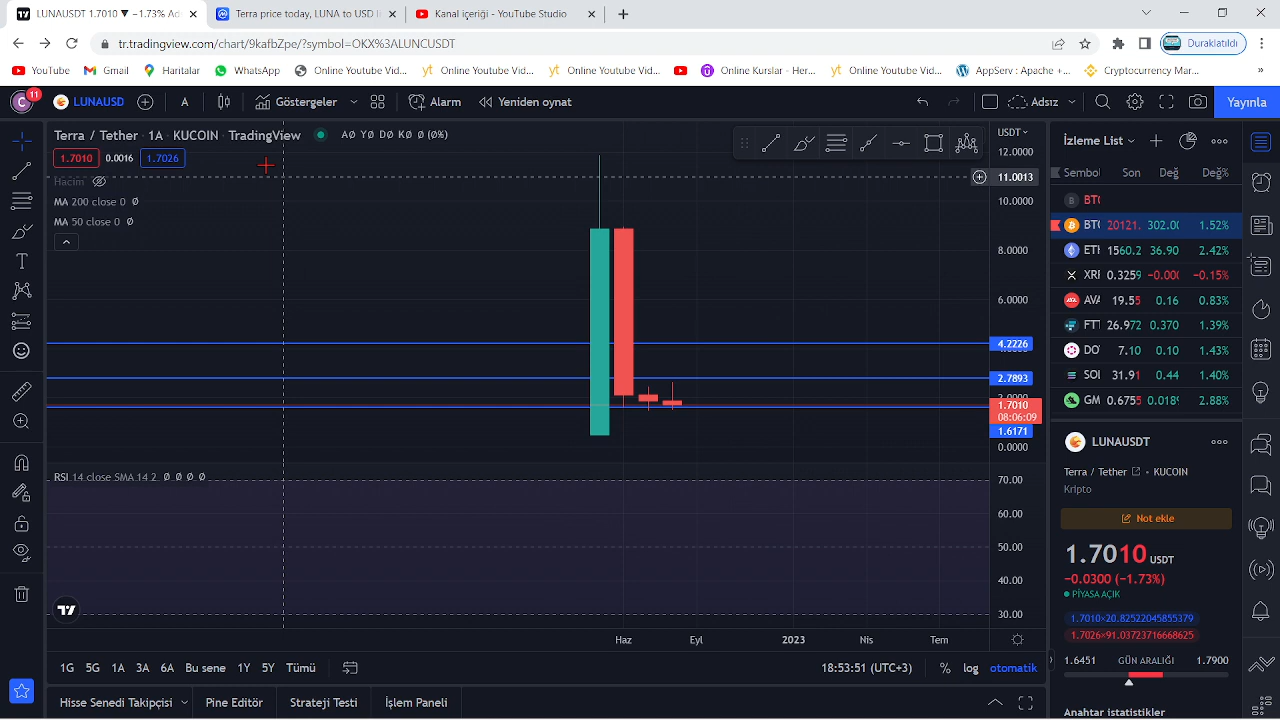 LUNAUSDT 1.7010 ▼ −1.73% Ad
Terra price today, LUNA to USD li
Kanal içeriği - YouTube Studio
tr.tradingview.com/chart/9kafbZpe/?symbol=OKX%3ALUNCUSDT
Duraklatıldı
YouTube
Gmail
Haritalar
WhatsApp
Online Youtube Vid...
Online Youtube Vid...
Online Youtube Vid...
Online Kurslar - Her...
Online Youtube Vid...
AppServ : Apache +...
Cryptocurrency Mar...
»
C 11
LUNAUSD
A
Göstergeler
Alarm
Yeniden oynat
Adsız
Yayınla
Terra / Tether · 1A · KUCOIN · TradingView
A∅ Y∅ D∅ K∅ ∅ (∅%)
1.7010
0.0016
1.7026
Hacim
MA 200 close 0 ∅
MA 50 close 0 ∅
USDT
12.0000
11.0013
10.0000
8.0000
6.0000
4.2226
2.7893
1.7010
08:06:09
1.6171
0.0000
RSI 14 close SMA 14 2 ∅ ∅ ∅ ∅
70.00
60.00
50.00
40.00
30.00
Haz
Eyl
2023
Nis
Tem
1G
5G
1A
3A
6A
Bu sene
1Y
5Y
Tümü
18:53:51 (UTC+3)
%
log
otomatik
Hisse Senedi Takipçisi
Pine Editör
Strateji Testi
İşlem Paneli
İzleme List
Sembol
Son
Değ
Değ%
BTC
BTC 20121. 302.00 1.52%
ETH 1560.2 36.90 2.42%
XRP 0.3259 −0.000 −0.15%
AVA 19.55 0.16 0.83%
FTT 26.972 0.370 1.39%
DO 7.10 0.10 1.43%
SOL 31.91 0.44 1.40%
GM 0.6755 0.0189 2.88%
LUNAUSDT
Terra / Tether · KUCOIN
Kripto
Not ekle
1.7010 USDT
−0.0300 (−1.73%)
PİYASA AÇIK
1.7010×20.82522045855379
1.7026×91.03723716668625
1.6451
GÜN ARALIĞI
1.7900
Anahtar istatistikler